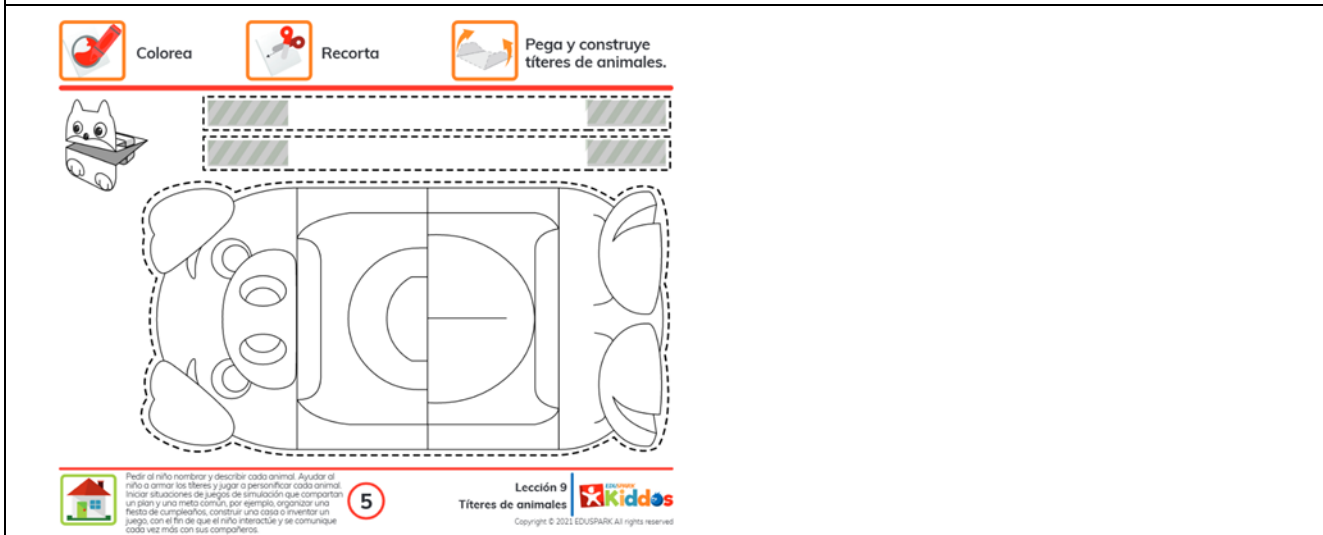 Colorea
Recorta
Pega y construye
títeres de animales.
Pedir al niño nombrar y describir cada animal. Ayudar al
niño a armar los títeres y jugar a personificar cada animal.
Iniciar situaciones de juegos de simulación que compartan
un plan y una meta común, por ejemplo, organizar una
fiesta de cumpleaños, construir una casa o inventar un
juego, con el fin de que el niño interactúe y se comunique
cada vez más con sus compañeros.
5
Lección 9
Títeres de animales
EDUSPARK
Kiddos
Copyright © 2021 EDUSPARK All rights reserved